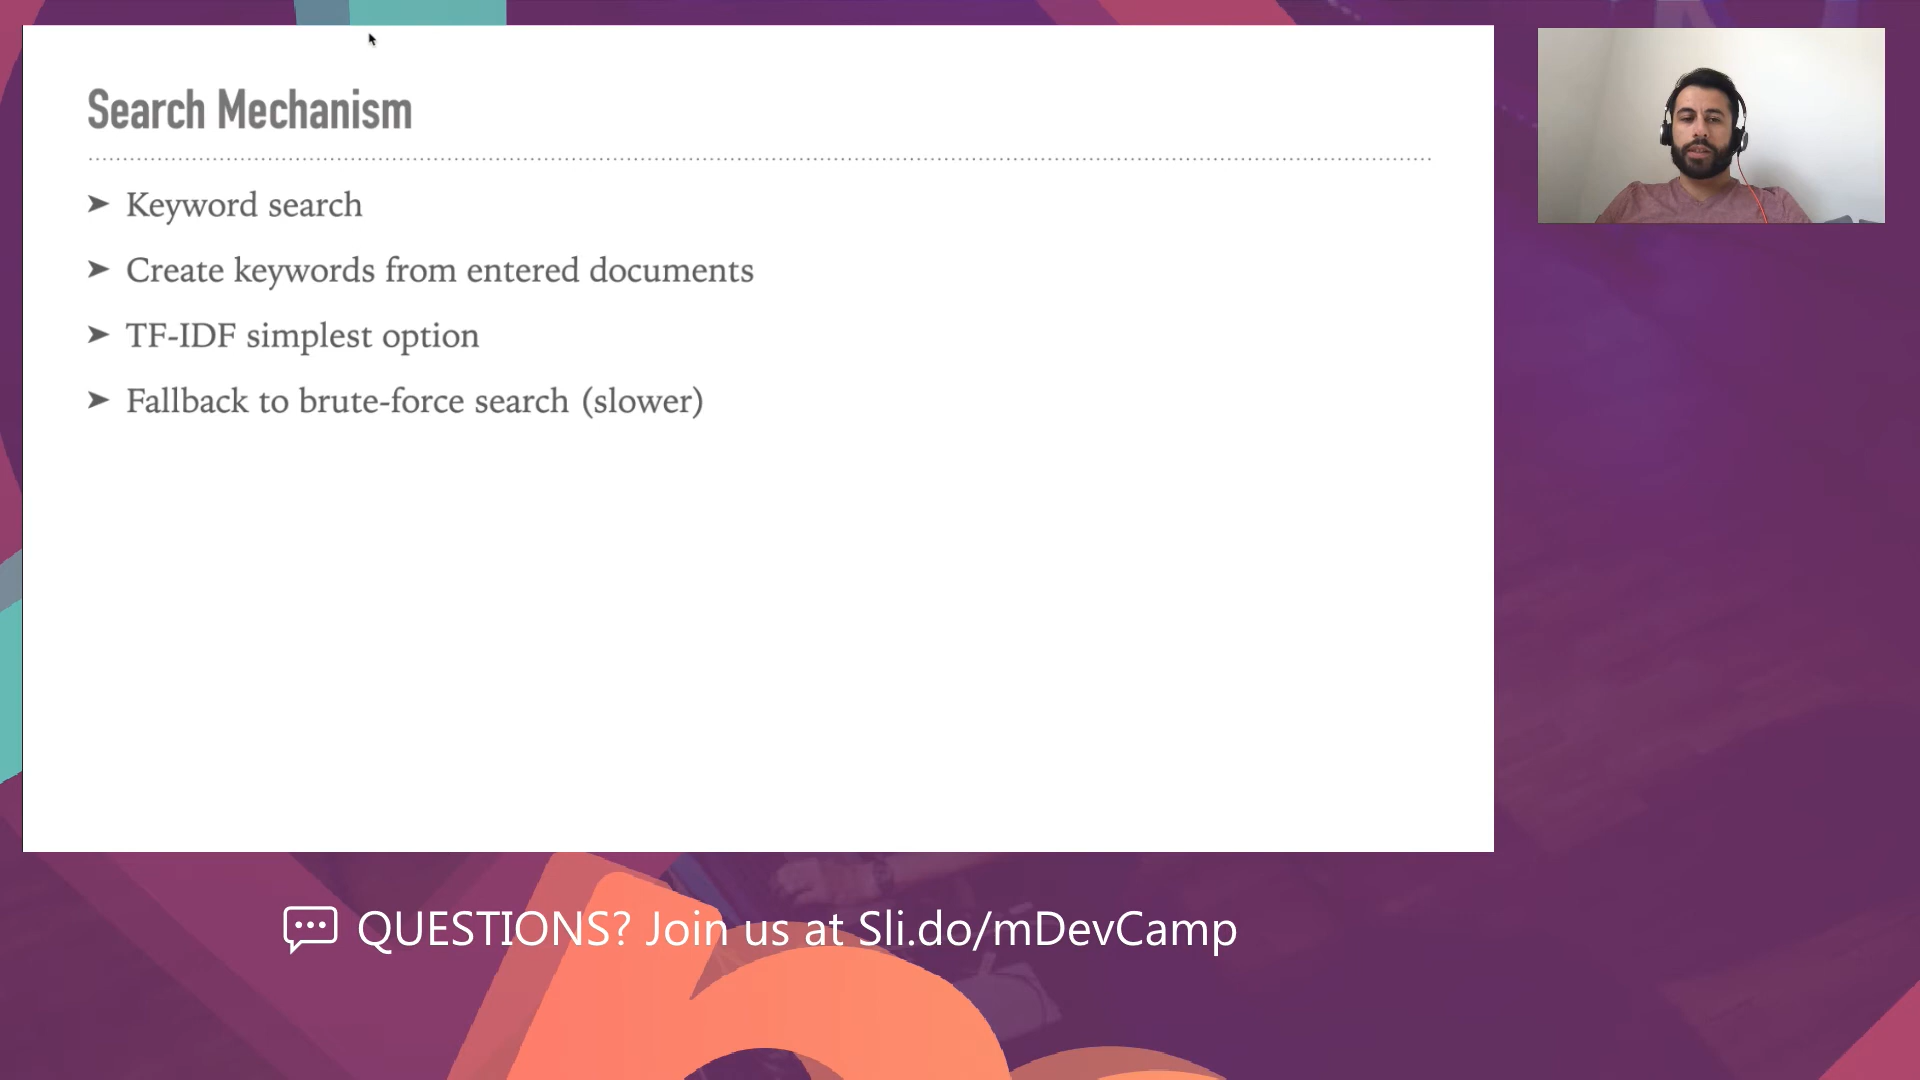 Search Mechanism
➤ Keyword search
➤ Create keywords from entered documents
➤ TF-IDF simplest option
➤ Fallback to brute-force search (slower)
QUESTIONS? Join us at Sli.do/mDevCamp